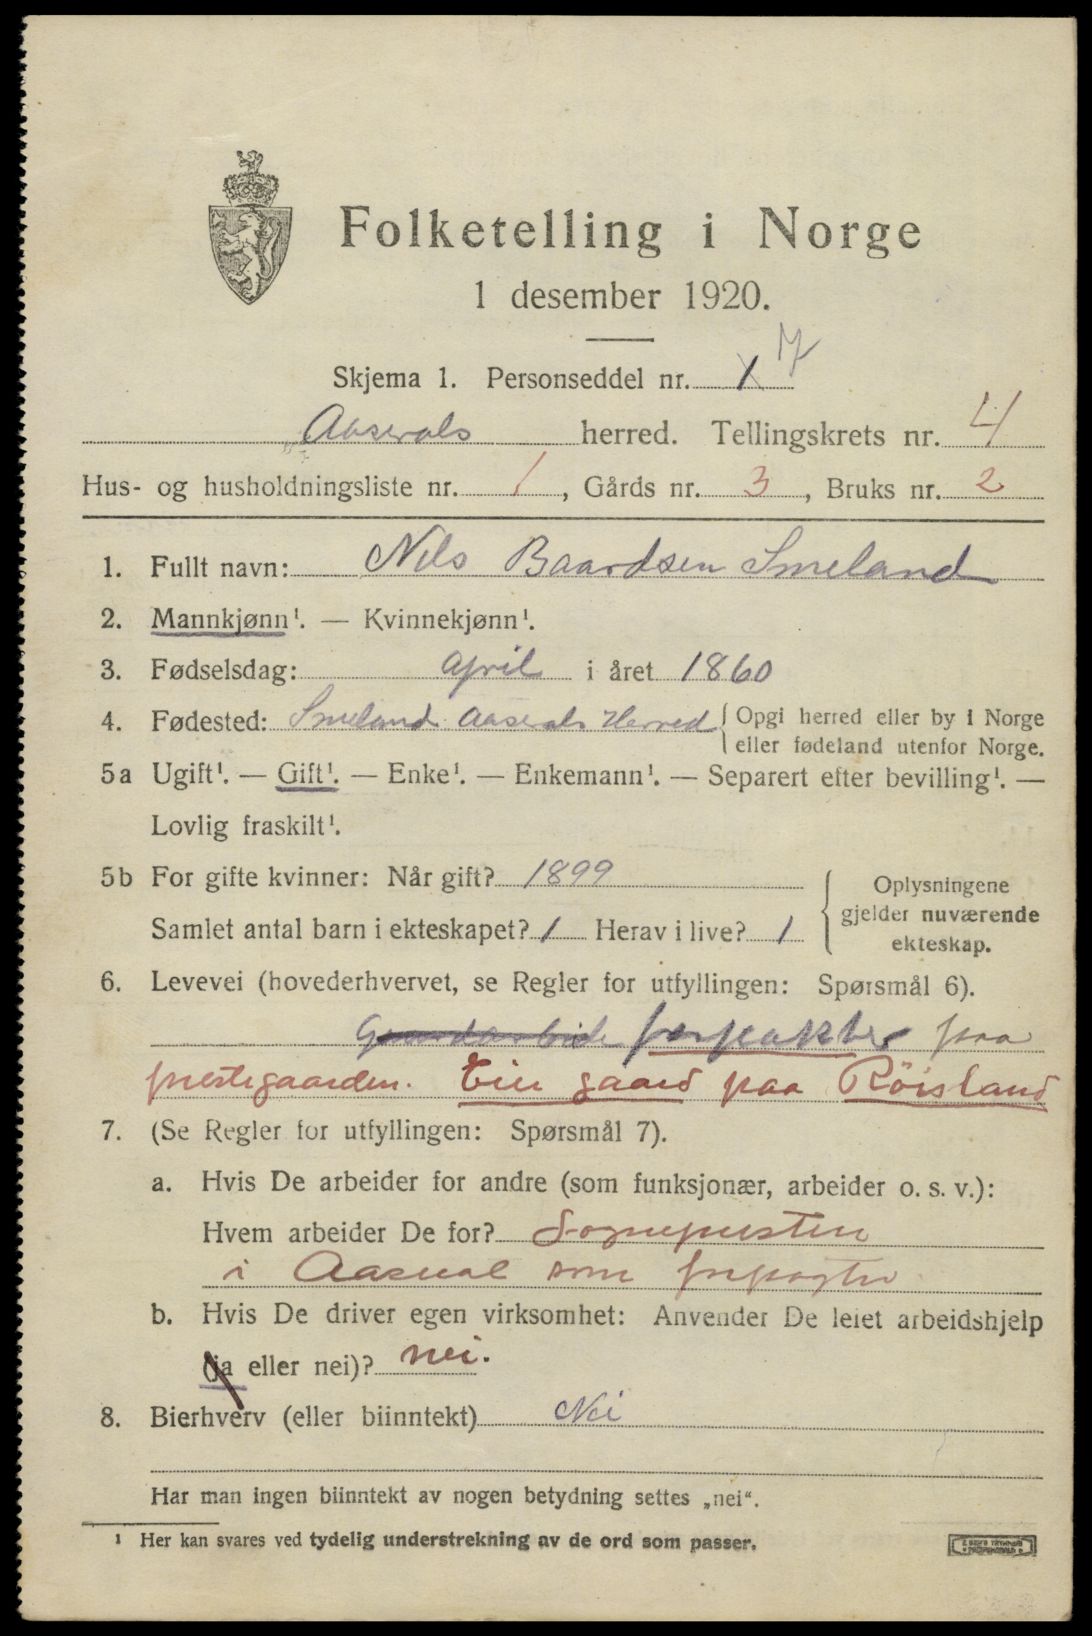 Folketelling i Norge
1 desember 1920.
Skjema 1. Personseddel nr. 1
Aaserals herred. Tellingskrets nr. 4
Hus- og husholdningsliste nr. 1, Gårds nr. 3, Bruks nr. 2
1. Fullt navn: Nils Baardsen Smeland
2. Mannkjønn¹. — Kvinnekjønn¹.
3. Fødselsdag: April i året 1860
4. Fødested: Smeland Aaserals Herred { Opgi herred eller by i Norge
eller fødeland utenfor Norge.
5a Ugift¹. — Gift¹. — Enke¹. — Enkemann¹. — Separert efter bevilling¹. —
Lovlig fraskilt¹.
5b For gifte kvinner: Når gift? 1899
Samlet antal barn i ekteskapet? 1 Herav i live? 1
Oplysningene
gjelder nuværende
ekteskap.
6. Levevei (hovederhvervet, se Regler for utfyllingen: Spørsmål 6).
forpakter paa
prestegaarden. Eier gaard paa Röisland
7. (Se Regler for utfyllingen: Spørsmål 7).
a. Hvis De arbeider for andre (som funksjonær, arbeider o. s. v.):
Hvem arbeider De for? Sognepresten
i Aaseral som forpagter
b. Hvis De driver egen virksomhet: Anvender De leiet arbeidshjelp
(ja eller nei)? nei.
8. Bierhverv (eller biinntekt) Nei
Har man ingen biinntekt av nogen betydning settes „nei“.
¹ Her kan svares ved tydelig understrekning av de ord som passer.